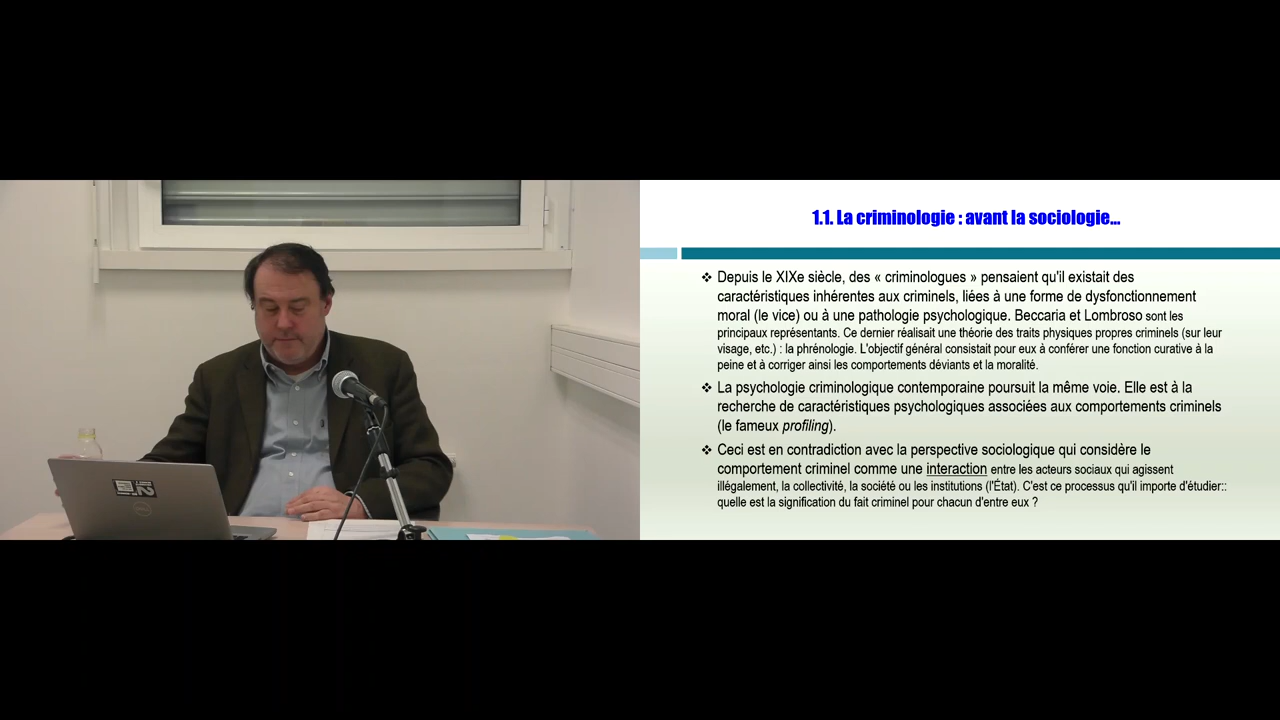 1.1. La criminologie : avant la sociologie...
❖ Depuis le XIXe siècle, des « criminologues » pensaient qu'il existait des
caractéristiques inhérentes aux criminels, liées à une forme de dysfonctionnement
moral (le vice) ou à une pathologie psychologique. Beccaria et Lombroso sont les
principaux représentants. Ce dernier réalisait une théorie des traits physiques propres criminels (sur leur
visage, etc.) : la phrénologie. L'objectif général consistait pour eux à conférer une fonction curative à la
peine et à corriger ainsi les comportements déviants et la moralité.
❖ La psychologie criminologique contemporaine poursuit la même voie. Elle est à la
recherche de caractéristiques psychologiques associées aux comportements criminels
(le fameux profiling).
❖ Ceci est en contradiction avec la perspective sociologique qui considère le
comportement criminel comme une interaction entre les acteurs sociaux qui agissent
illégalement, la collectivité, la société ou les institutions (l'État). C'est ce processus qu'il importe d'étudier::
quelle est la signification du fait criminel pour chacun d'entre eux ?
DELL